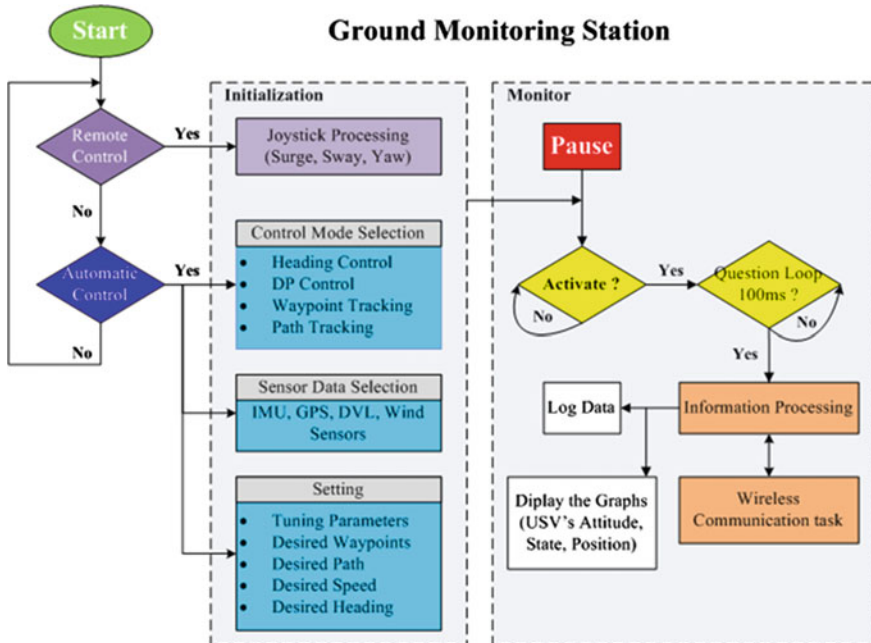 Start
Ground Monitoring Station
Initialization
Monitor
Remote
Control
Yes
No
Joystick Processing
(Surge, Sway, Yaw)
Automatic
Control
Yes
No
Control Mode Selection
• Heading Control
• DP Control
• Waypoint Tracking
• Path Tracking
Sensor Data Selection
IMU, GPS, DVL, Wind
Sensors
Setting
• Tuning Parameters
• Desired Waypoints
• Desired Path
• Desired Speed
• Desired Heading
Pause
Activate ?
No
Yes
Question Loop
100ms ?
No
Yes
Log Data
Information Processing
Diplay the Graphs
(USV's Attitude,
State, Position)
Wireless
Communication task